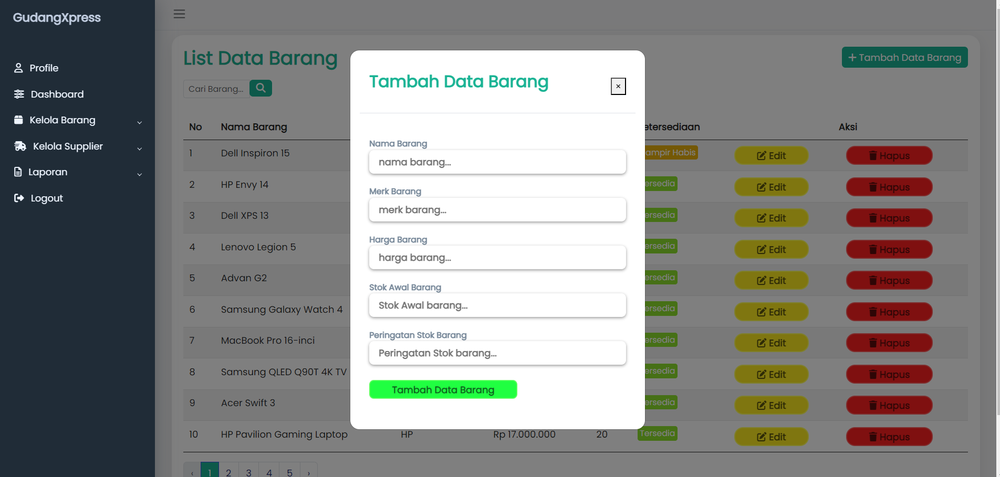 GudangXpress
Profile
Dashboard
Kelola Barang
Kelola Supplier
Laporan
Logout
List Data Barang
+ Tambah Data Barang
Cari Barang...
No Nama Barang etersediaan Aksi
1 Dell Inspiron 15 ampir Habis Edit Hapus
2 HP Envy 14 ersedia Edit Hapus
3 Dell XPS 13 ersedia Edit Hapus
4 Lenovo Legion 5 ersedia Edit Hapus
5 Advan G2 ersedia Edit Hapus
6 Samsung Galaxy Watch 4 ersedia Edit Hapus
7 MacBook Pro 16-inci ersedia Edit Hapus
8 Samsung QLED Q90T 4K TV ersedia Edit Hapus
9 Acer Swift 3 ersedia Edit Hapus
10 HP Pavilion Gaming Laptop HP Rp 17.000.000 20 Tersedia Edit Hapus
‹ 1 2 3 4 5 ›
Tambah Data Barang
×
Nama Barang
nama barang...
Merk Barang
merk barang...
Harga Barang
harga barang...
Stok Awal Barang
Stok Awal barang...
Peringatan Stok Barang
Peringatan Stok barang...
Tambah Data Barang